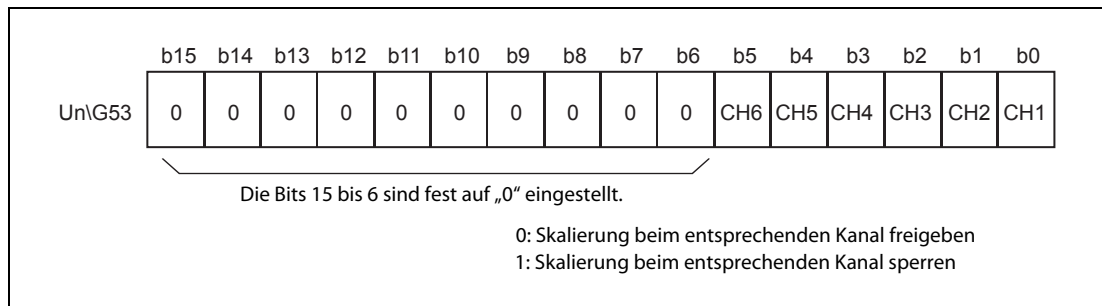 b15 b14 b13 b12 b11 b10 b9 b8 b7 b6 b5 b4 b3 b2 b1 b0
Un\G53 0 0 0 0 0 0 0 0 0 0 CH6 CH5 CH4 CH3 CH2 CH1
Die Bits 15 bis 6 sind fest auf „0“ eingestellt.
0: Skalierung beim entsprechenden Kanal freigeben
1: Skalierung beim entsprechenden Kanal sperren